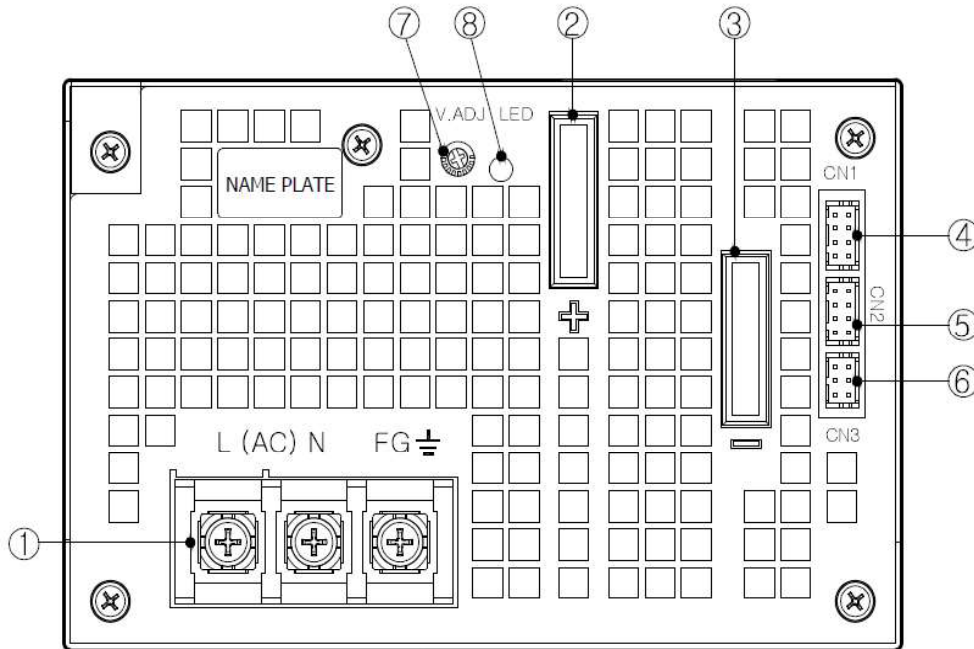 ⑦ ⑧ ② ③
V.ADJ LED
NAME PLATE
CN1
④
CN2
⑤
⑥
CN3
+
−
L (AC) N FG
①